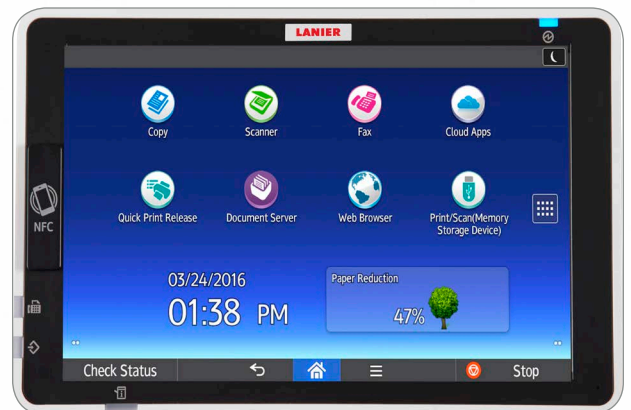 LANIER
Copy
Scanner
Fax
Cloud Apps
Quick Print Release
Document Server
Web Browser
Print/Scan(Memory
Storage Device)
NFC
03/24/2016
01:38 PM
Paper Reduction
47%
Check Status
Stop